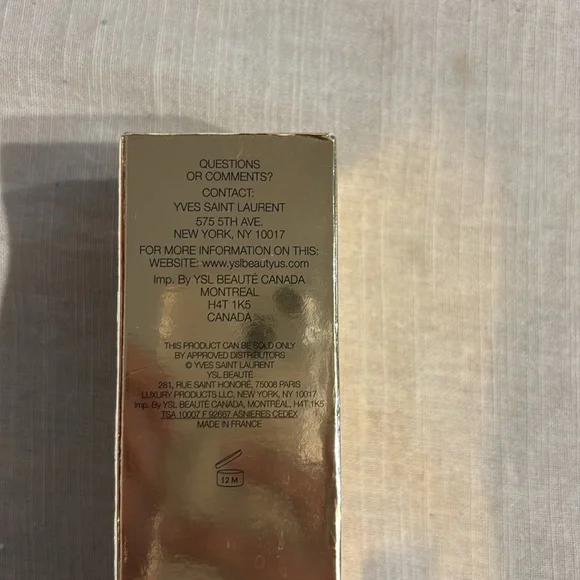 QUESTIONS
OR COMMENTS?
CONTACT:
YVES SAINT LAURENT
575 5TH AVE.
NEW YORK, NY 10017
FOR MORE INFORMATION ON THIS:
WEBSITE: www.yslbeautyus.com
Imp. By YSL BEAUTÉ CANADA
MONTREAL
H4T 1K5
CANADA
THIS PRODUCT CAN BE SOLD ONLY
BY APPROVED DISTRIBUTORS
© YVES SAINT LAURENT
YSL BEAUTÉ
281, RUE SAINT HONORÉ, 75008 PARIS
LUXURY PRODUCTS LLC, NEW YORK, NY 10017
Imp. By YSL BEAUTÉ CANADA, MONTRÉAL, H4T 1K5
TSA 10007 F 92667 ASNIERES CEDEX
MADE IN FRANCE
12 M